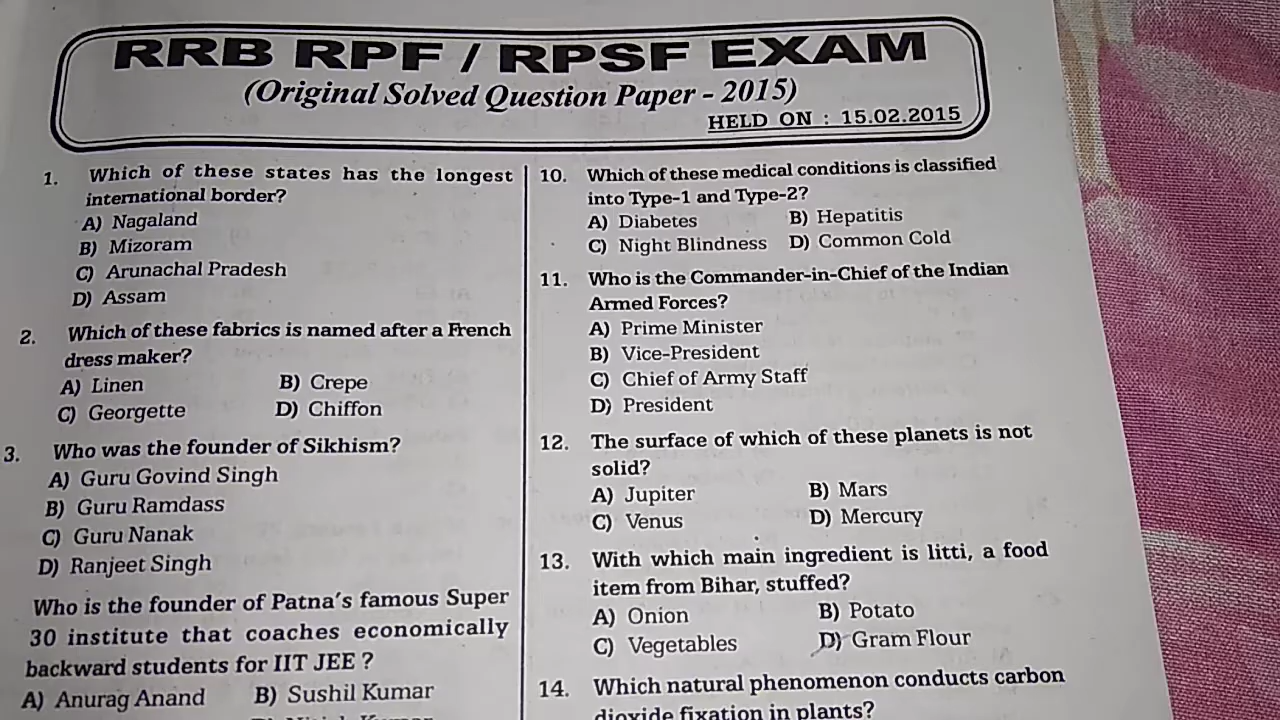 RRB RPF / RPSF EXAM
(Original Solved Question Paper - 2015)
HELD ON : 15.02.2015
1. Which of these states has the longest
international border?
A) Nagaland
B) Mizoram
C) Arunachal Pradesh
D) Assam
2. Which of these fabrics is named after a French
dress maker?
A) Linen B) Crepe
C) Georgette D) Chiffon
3. Who was the founder of Sikhism?
A) Guru Govind Singh
B) Guru Ramdass
C) Guru Nanak
D) Ranjeet Singh
Who is the founder of Patna's famous Super
30 institute that coaches economically
backward students for IIT JEE ?
A) Anurag Anand B) Sushil Kumar
10. Which of these medical conditions is classified
into Type-1 and Type-2?
A) Diabetes B) Hepatitis
C) Night Blindness D) Common Cold
11. Who is the Commander-in-Chief of the Indian
Armed Forces?
A) Prime Minister
B) Vice-President
C) Chief of Army Staff
D) President
12. The surface of which of these planets is not
solid?
A) Jupiter B) Mars
C) Venus D) Mercury
13. With which main ingredient is litti, a food
item from Bihar, stuffed?
A) Onion B) Potato
C) Vegetables D) Gram Flour
14. Which natural phenomenon conducts carbon
dioxide fixation in plants?